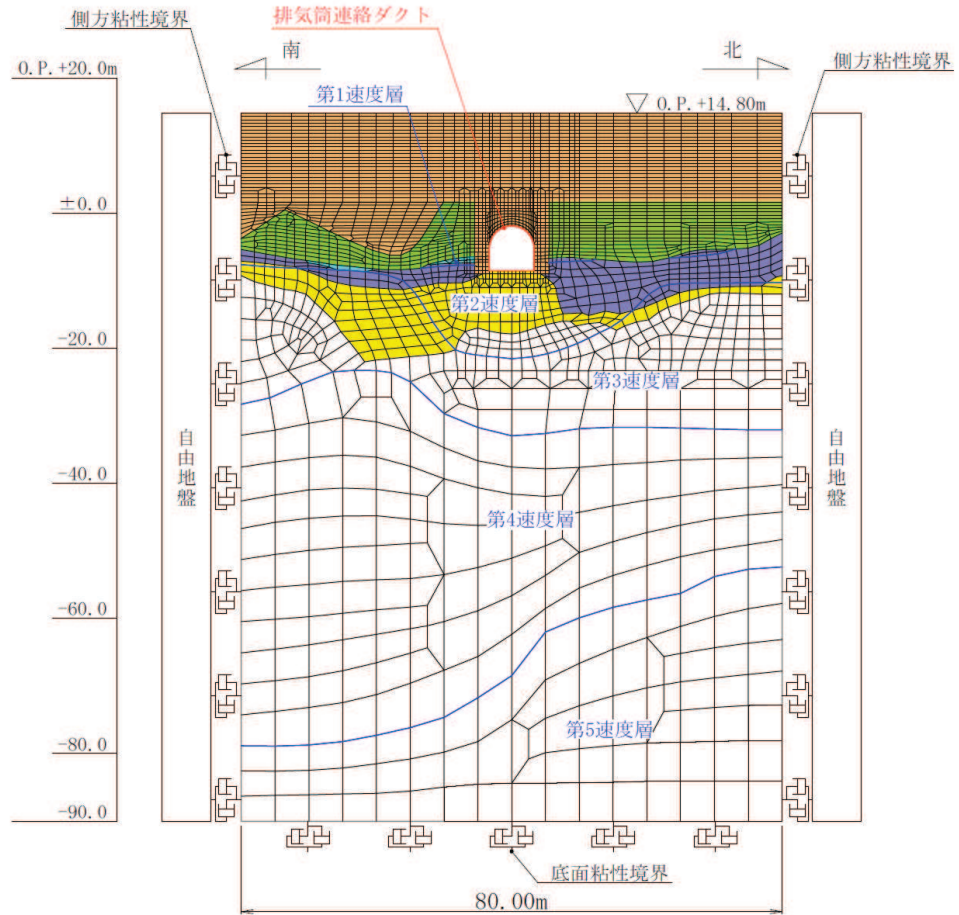 排気筒連絡ダクト
側方粘性境界
南
北
側方粘性境界
O.P.+20.0m
第1速度層
O.P.+14.80m
±0.0
第2速度層
-20.0
第3速度層
自由地盤
自由地盤
-40.0
第4速度層
-60.0
第5速度層
-80.0
-90.0
底面粘性境界
80.00m